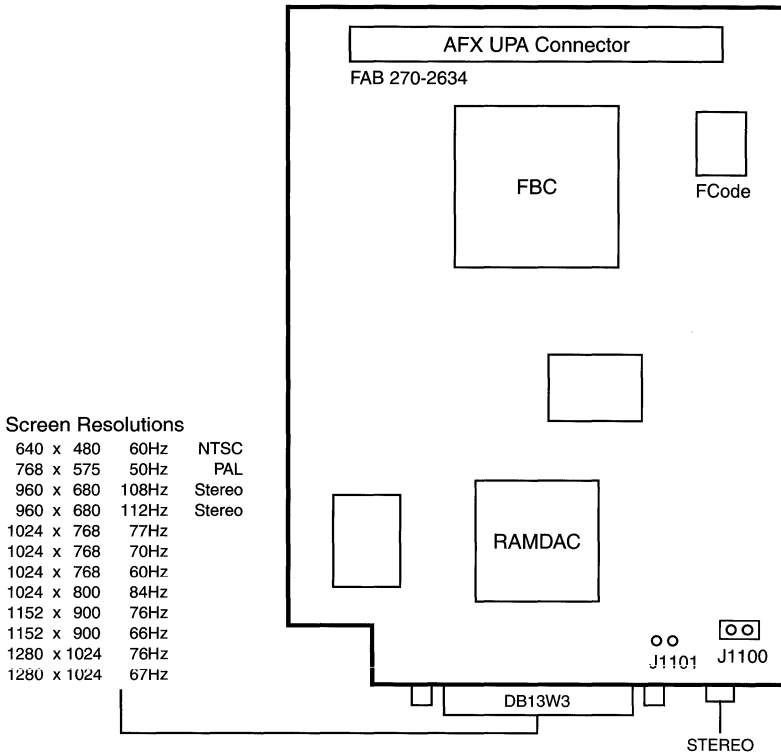 AFX UPA Connector
FAB 270-2634
FBC
FCode
Screen Resolutions
640 x 480 60Hz NTSC
768 x 575 50Hz PAL
960 x 680 108Hz Stereo
960 x 680 112Hz Stereo
1024 x 768 77Hz
1024 x 768 70Hz
1024 x 768 60Hz
1024 x 800 84Hz
1152 x 900 76Hz
1152 x 900 66Hz
1280 x 1024 76Hz
1280 x 1024 67Hz
RAMDAC
J1101
J1100
DB13W3
STEREO